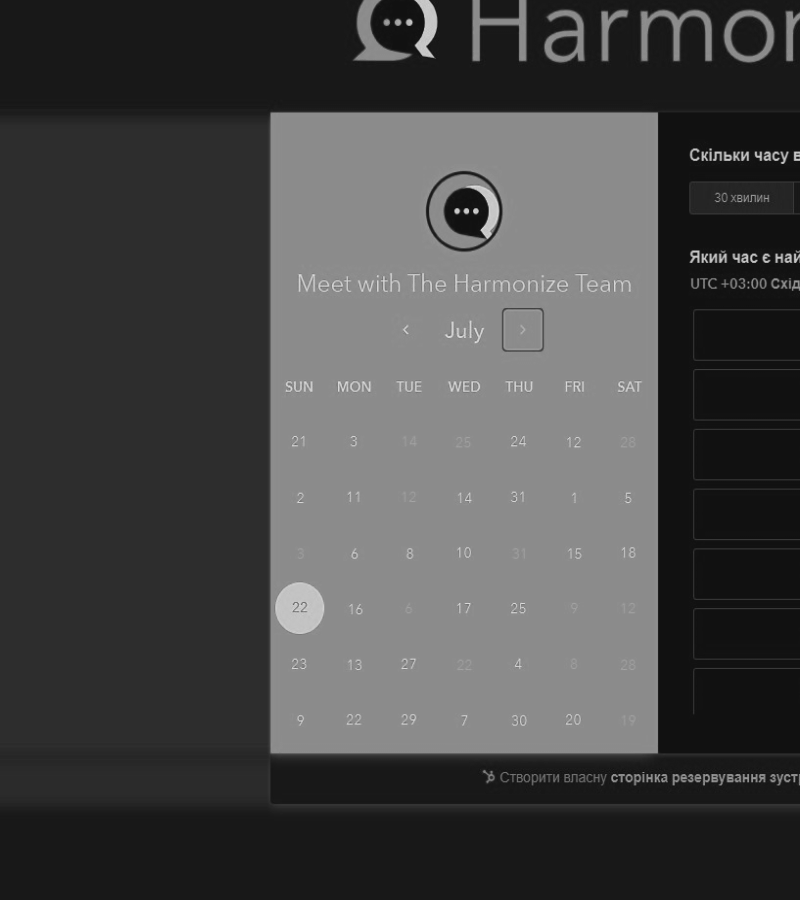 Harmon
Meet with The Harmonize Team
July
SUN MON TUE WED THU FRI SAT
21 3 14 25 24 12 28
2 11 12 14 31 1 5
3 6 8 10 31 15 18
22 16 6 17 25 9 12
23 13 27 22 4 8 28
9 22 29 7 30 20 19
Скільки часу в
30 хвилин
Який час є най
UTC +03:00 Схід
Створити власну сторінка резервування зуст